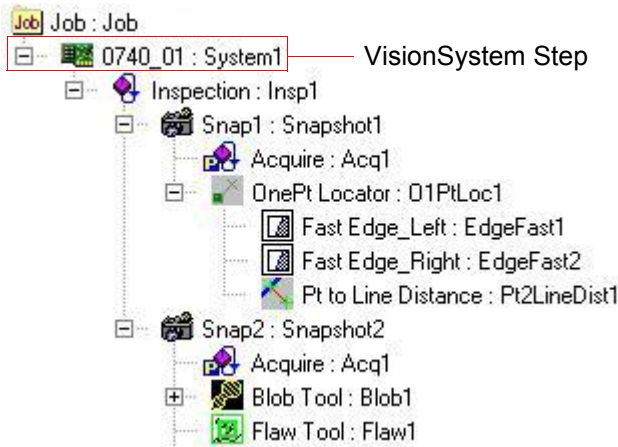 Job Job : Job
0740_01 : System1 VisionSystem Step
Inspection : Insp1
Snap1 : Snapshot1
P Acquire : Acq1
OnePt Locator : O1PtLoc1
Fast Edge_Left : EdgeFast1
Fast Edge_Right : EdgeFast2
Pt to Line Distance : Pt2LineDist1
Snap2 : Snapshot2
P Acquire : Acq1
Blob Tool : Blob1
Flaw Tool : Flaw1